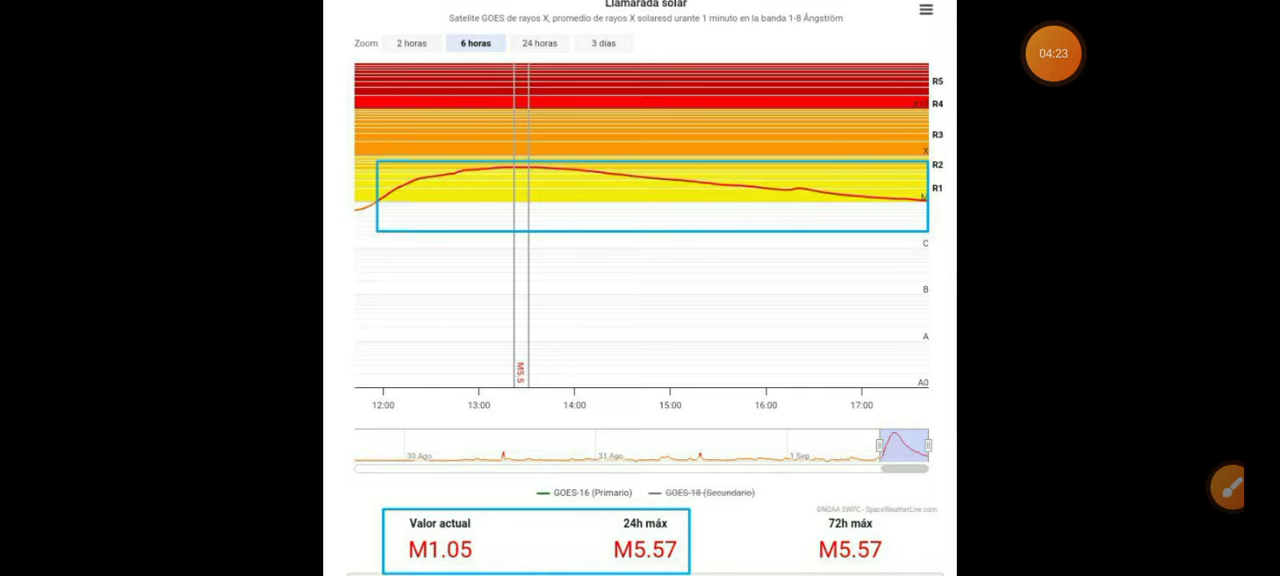 Llamarada solar
Satelite GOES de rayos X, promedio de rayos X solaresd urante 1 minuto en la banda 1-8 Ångström
Zoom 2 horas 6 horas 24 horas 3 días
04:23
R5
R4
R3
X
R2
R1
M
C
B
A
A0
M5.5
12:00 13:00 14:00 15:00 16:00 17:00
30 Ago 31 Ago 1 Sep
GOES-16 (Primario) GOES-18 (Secundario)
©NOAA SWPC - SpaceWeatherLive.com
Valor actual 24h máx 72h máx
M1.05 M5.57 M5.57